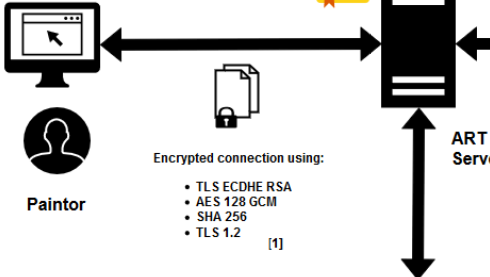 ART
Encrypted connection using:
• TLS ECDHE RSA
• AES 128 GCM
• SHA 256
• TLS 1.2
[1]
Paintor